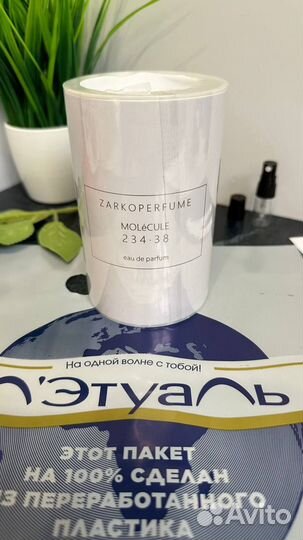 ZARKOPERFUME
MOLéCULE
234·38
eau de parfum
На одной волне с тобой!
Л'ЭТУАЛЬ
ЭТОТ ПАКЕТ
НА 100% СДЕЛАН
ИЗ ПЕРЕРАБОТАННОГО
ПЛАСТИКА
Avito